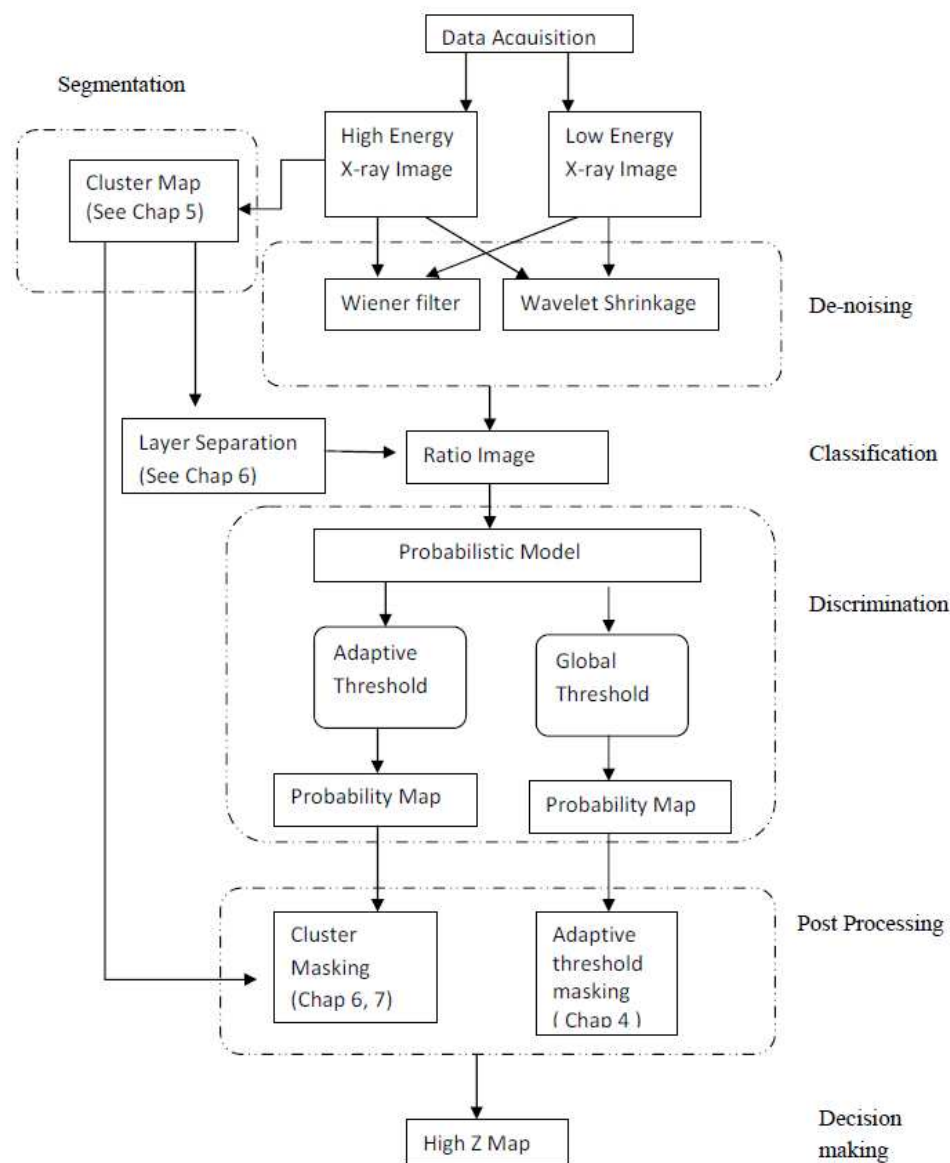 Data Acquisition
Segmentation
High Energy
X-ray Image
Low Energy
X-ray Image
Cluster Map
(See Chap 5)
Wiener filter
Wavelet Shrinkage
De-noising
Layer Separation
(See Chap 6)
Ratio Image
Classification
Probabilistic Model
Discrimination
Adaptive
Threshold
Global
Threshold
Probability Map
Probability Map
Cluster
Masking
(Chap 6, 7)
Adaptive
threshold
masking
( Chap 4 )
Post Processing
High Z Map
Decision
making